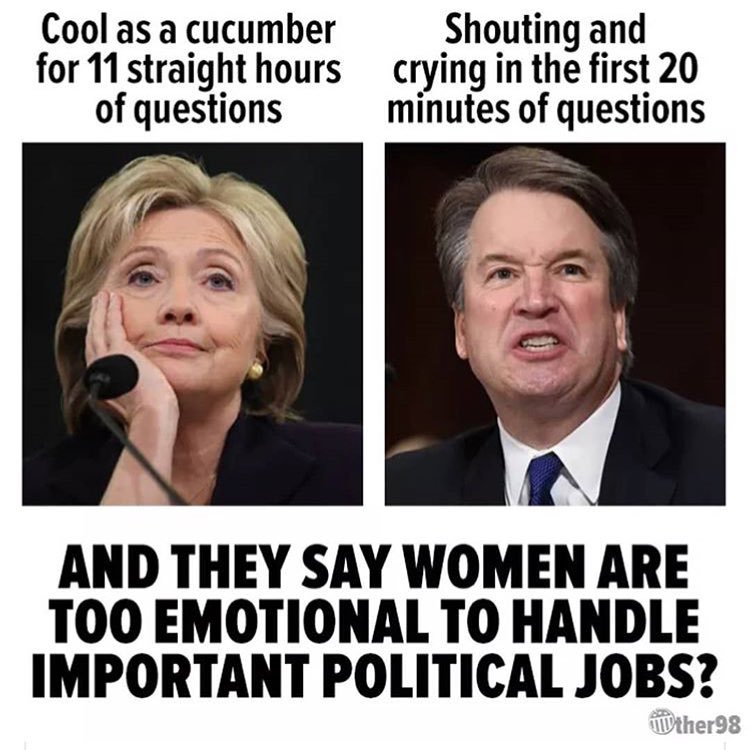 Cool as a cucumber
for 11 straight hours
of questions
Shouting and
crying in the first 20
minutes of questions
AND THEY SAY WOMEN ARE
TOO EMOTIONAL TO HANDLE
IMPORTANT POLITICAL JOBS?
ther98